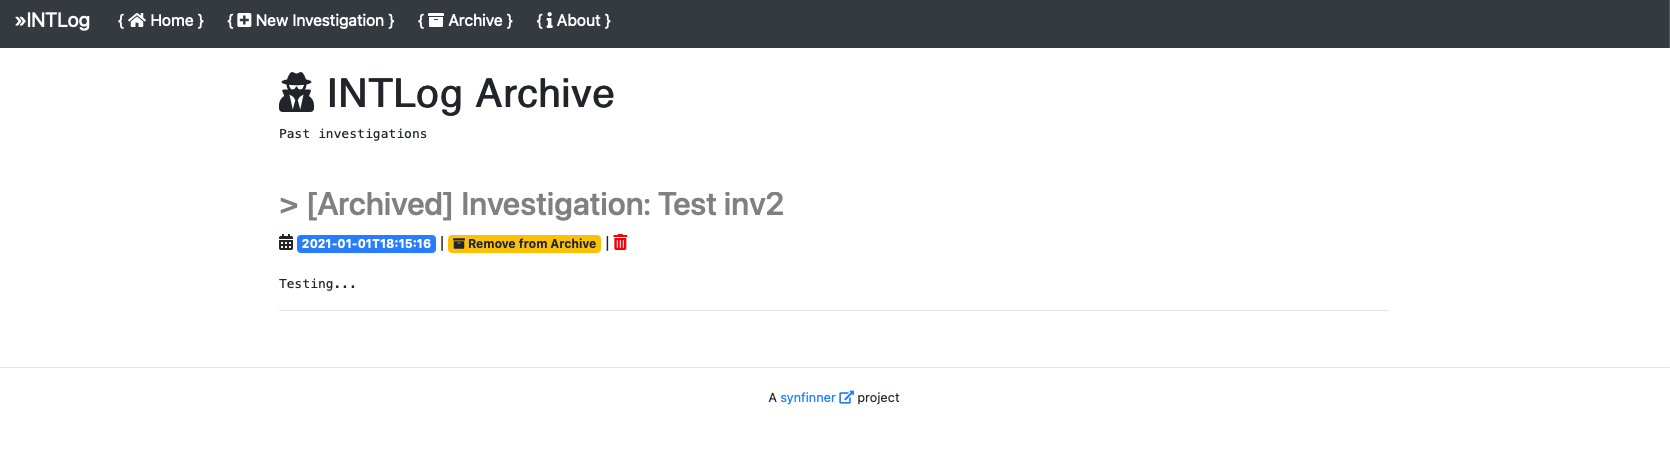 »INTLog { Home } { New Investigation } { Archive } { About }
INTLog Archive
Past investigations
> [Archived] Investigation: Test inv2
2021-01-01T18:15:16 | Remove from Archive |
Testing...
A synfinner project